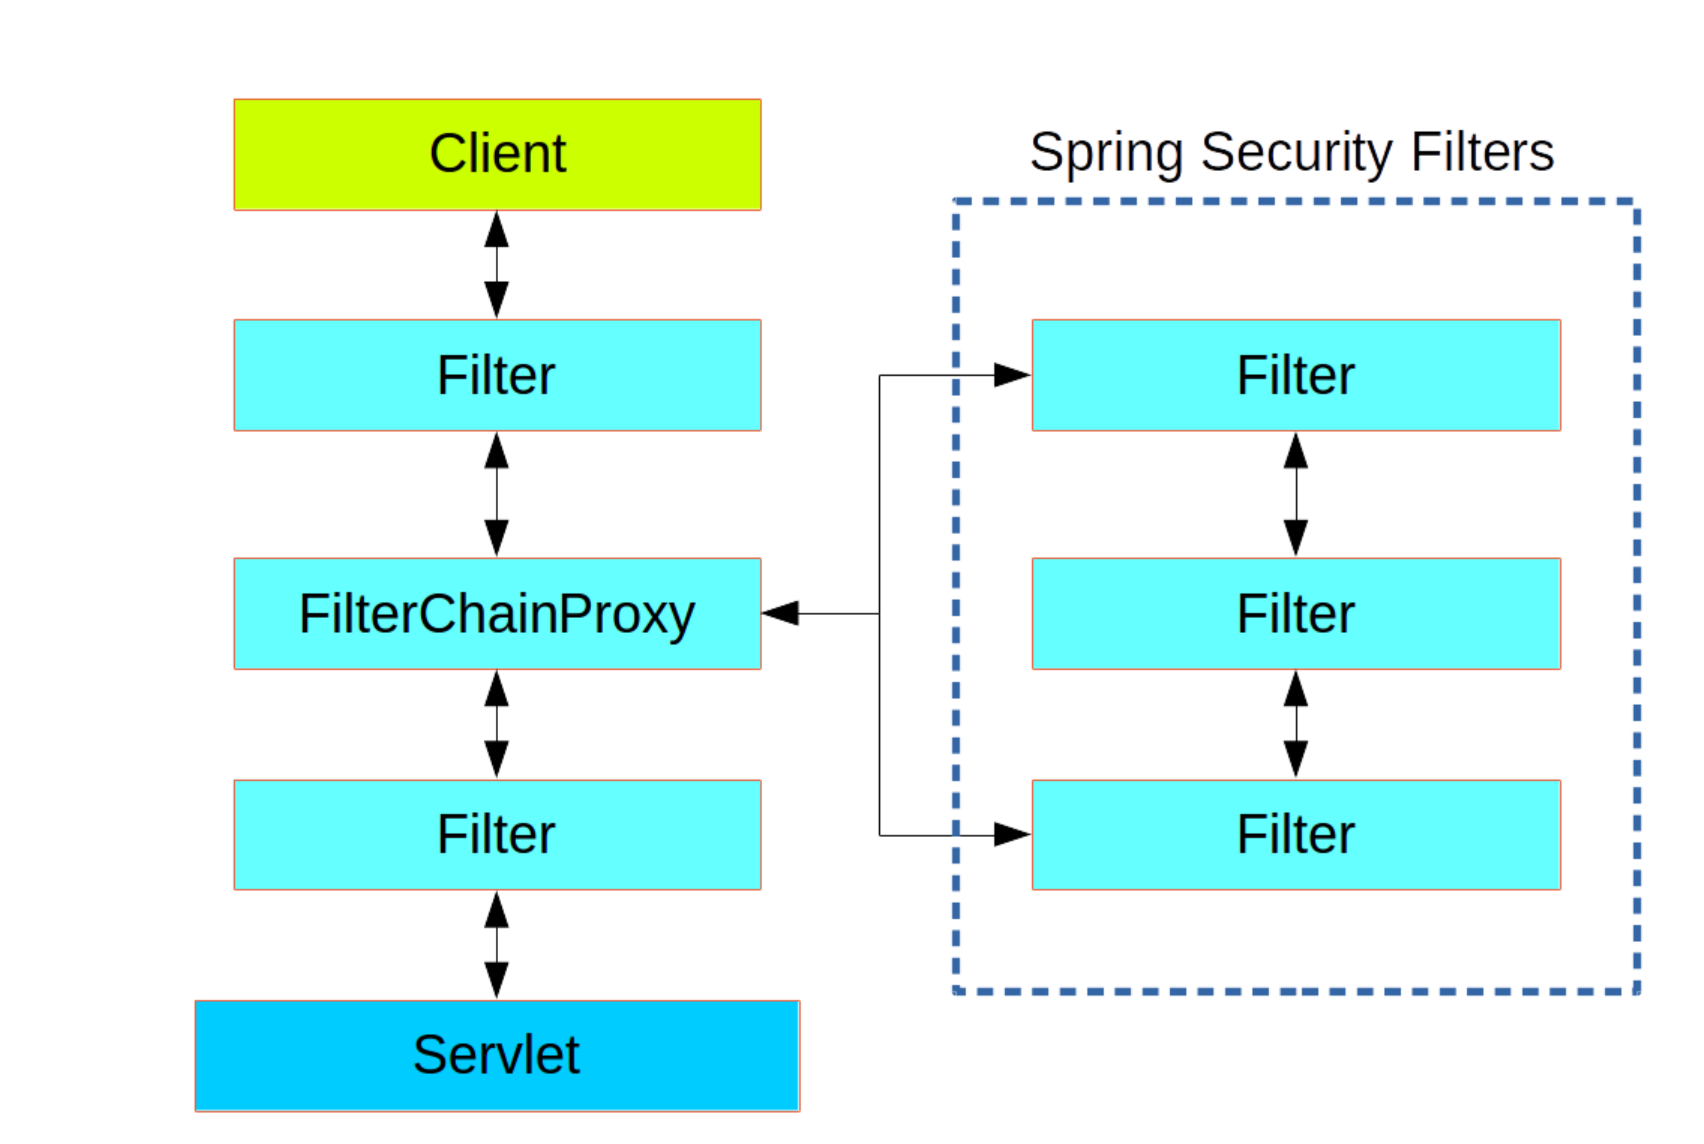 Client
Filter
FilterChainProxy
Filter
Servlet
Spring Security Filters
Filter
Filter
Filter